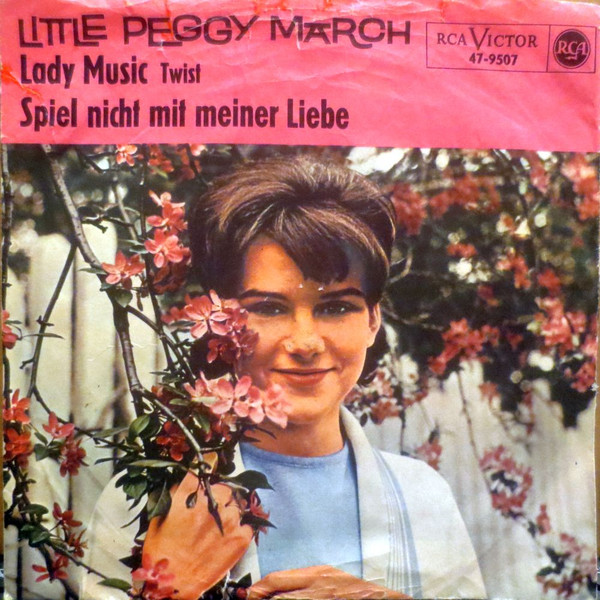 LITTLE PEGGY MARCH
Lady Music Twist
Spiel nicht mit meiner Liebe
RCA VICTOR
47-9507
RCA